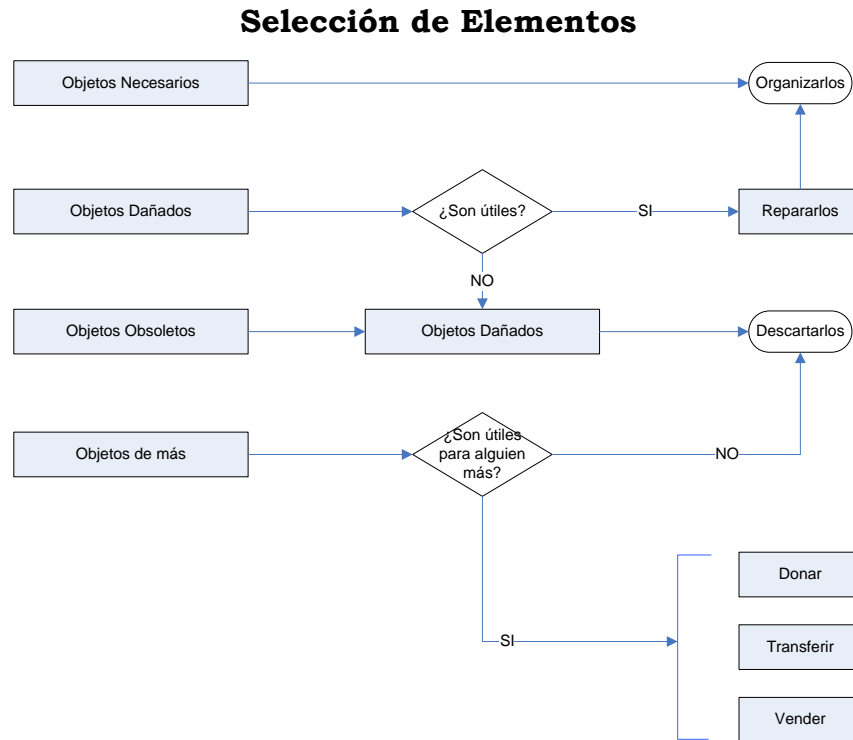 Selección de Elementos
Objetos Necesarios
Organizarlos
Objetos Dañados
¿Son útiles?
SI
Repararlos
NO
Objetos Obsoletos
Objetos Dañados
Descartarlos
Objetos de más
¿Son útiles
para alguien
más?
NO
SI
Donar
Transferir
Vender